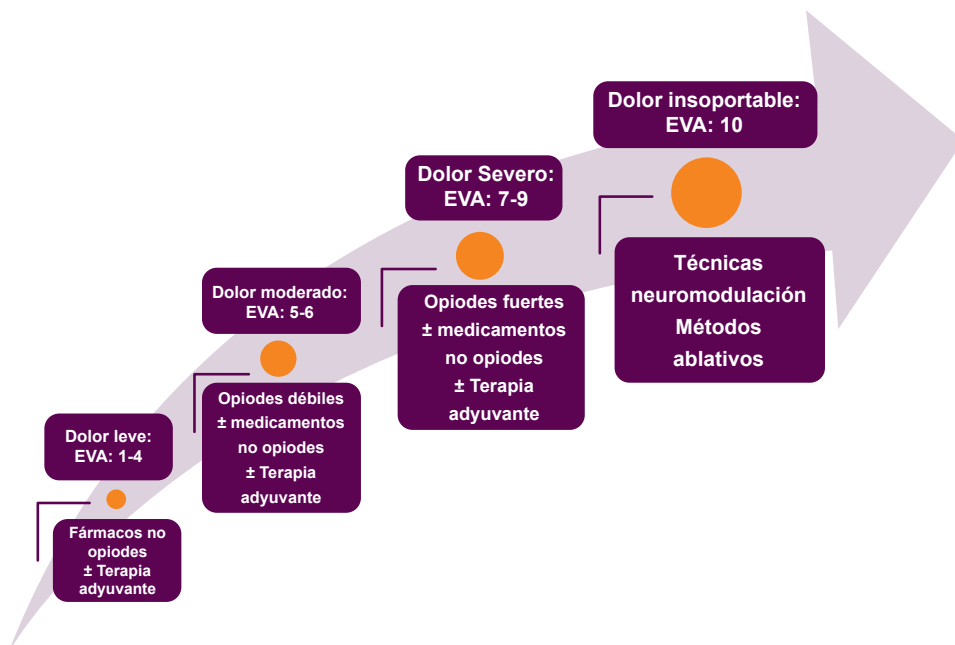 Dolor leve:
EVA: 1-4
Fármacos no
opiodes
± Terapia
adyuvante
Dolor moderado:
EVA: 5-6
Opiodes débiles
± medicamentos
no opiodes
± Terapia
adyuvante
Dolor Severo:
EVA: 7-9
Opiodes fuertes
± medicamentos
no opiodes
± Terapia
adyuvante
Dolor insoportable:
EVA: 10
Técnicas
neuromodulación
Métodos
ablativos